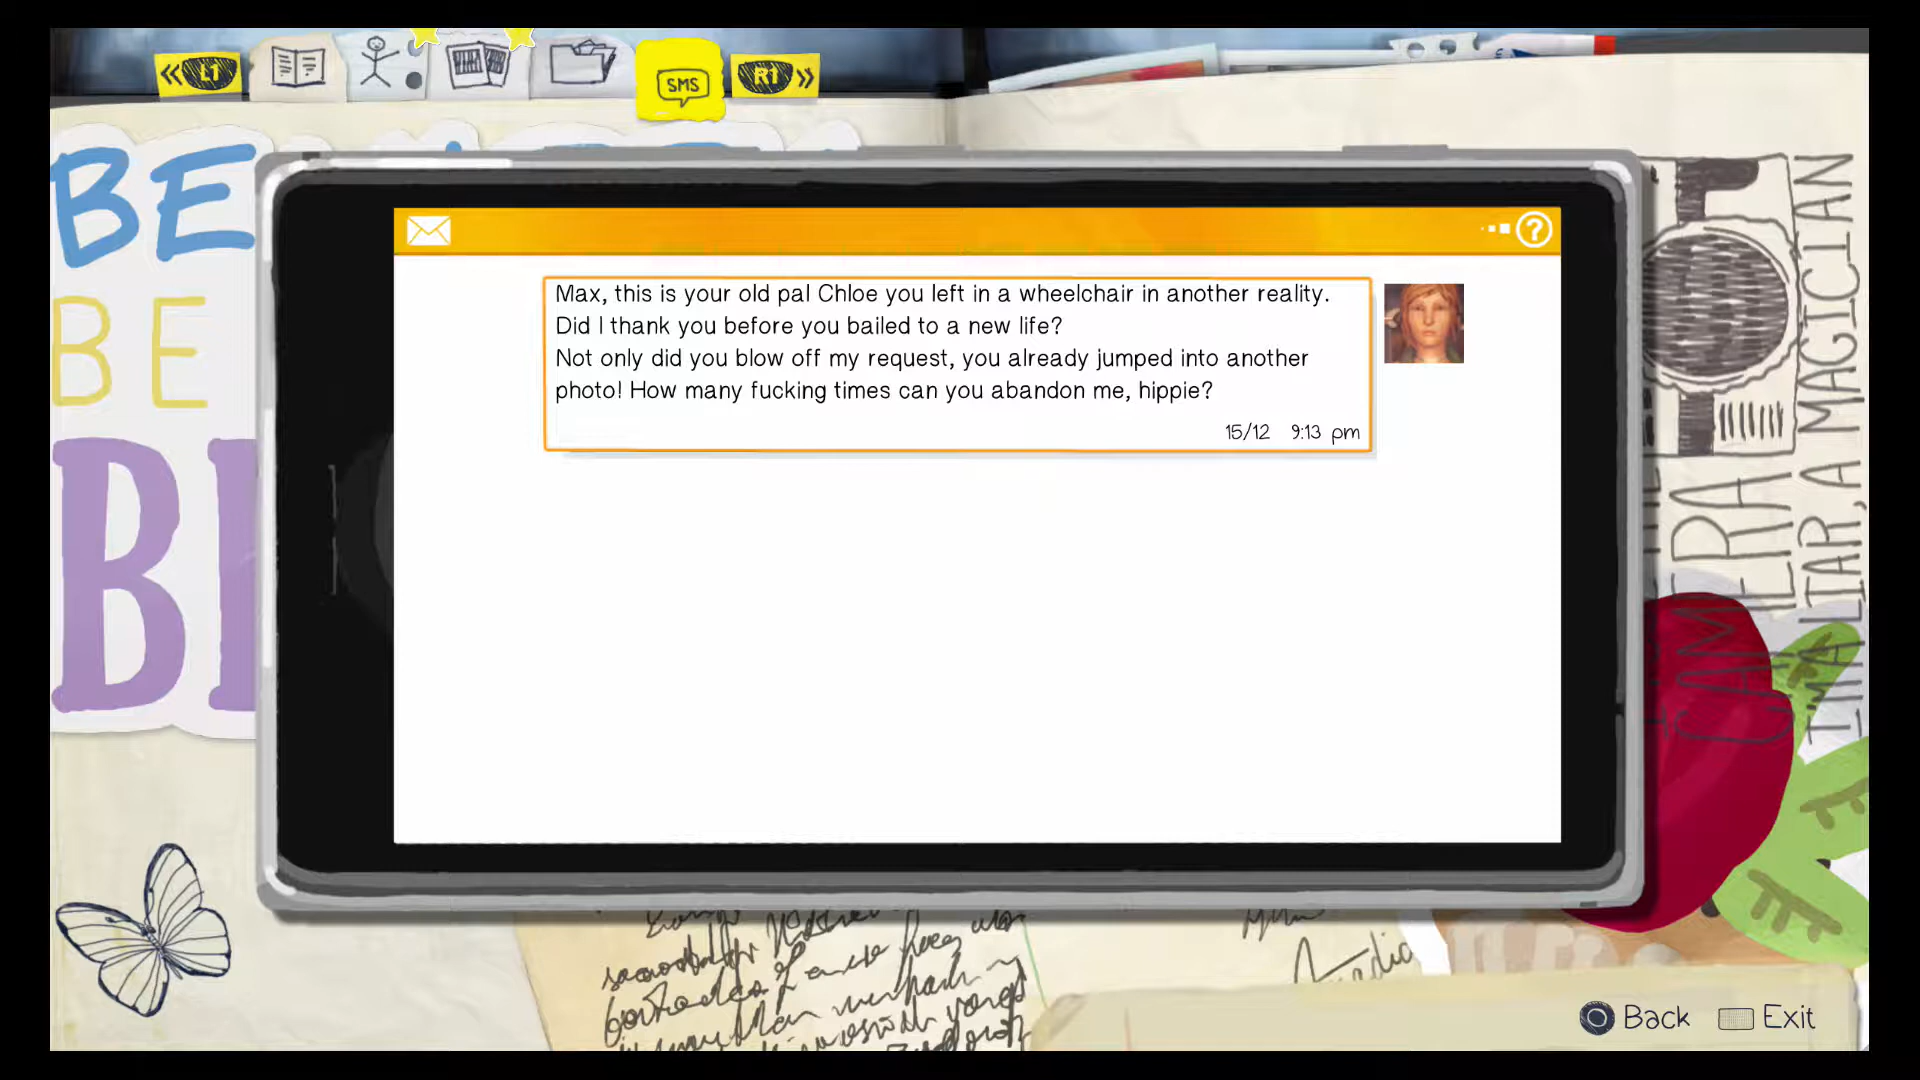 L1
SMS
R1
BE
BE
Max, this is your old pal Chloe you left in a wheelchair in another reality.
Did I thank you before you bailed to a new life?
Not only did you blow off my request, you already jumped into another
photo! How many fucking times can you abandon me, hippie?
15/12 9:13 pm
CAMERA
I'M A LIAR, A MAGICIAN
Back
Exit